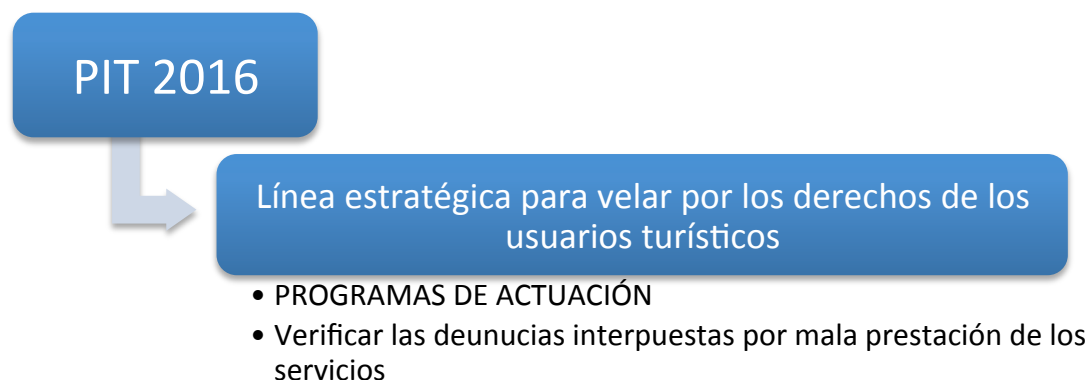 PIT 2016
Línea estratégica para velar por los derechos de los
usuarios turísticos
• PROGRAMAS DE ACTUACIÓN
• Verificar las deunucias interpuestas por mala prestación de los
servicios